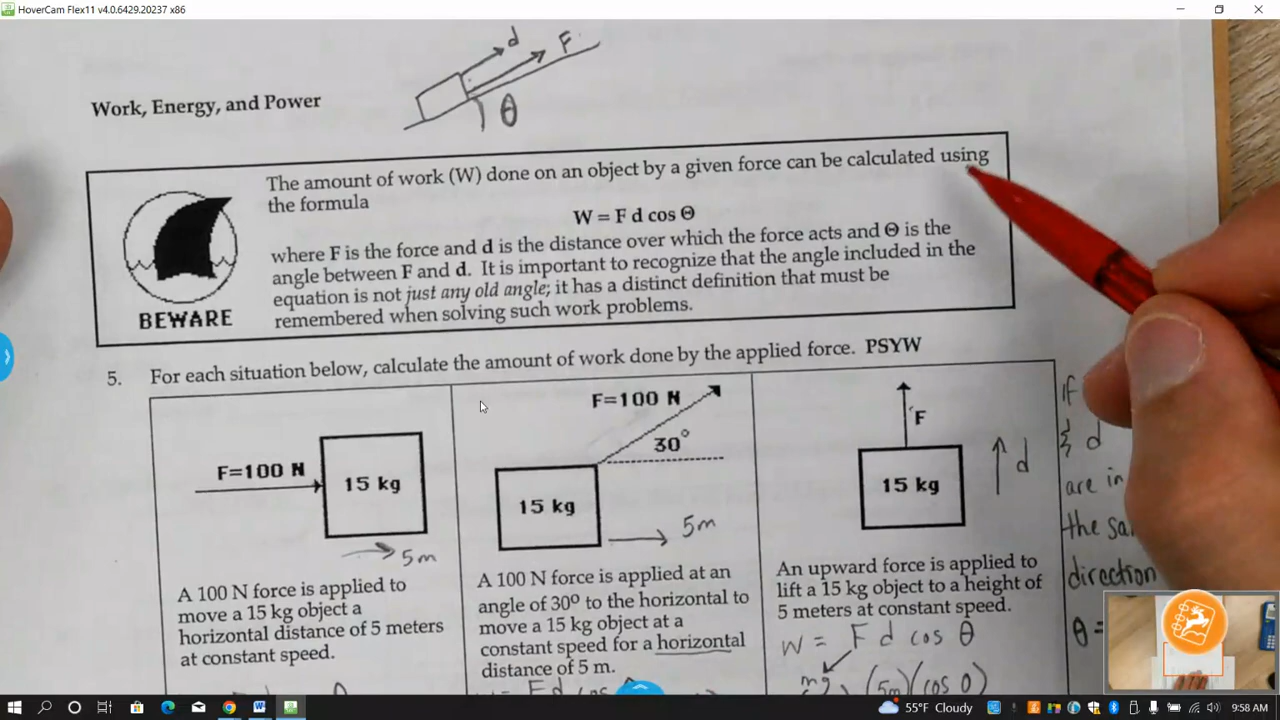 HoverCam Flex11 v4.0.6429.20237 x86
d
F
θ
Work, Energy, and Power
The amount of work (W) done on an object by a given force can be calculated using
the formula
W = F d cos Θ
where F is the force and d is the distance over which the force acts and Θ is the
angle between F and d. It is important to recognize that the angle included in the
equation is not just any old angle; it has a distinct definition that must be
remembered when solving such work problems.
BEWARE
5. For each situation below, calculate the amount of work done by the applied force. PSYW
F=100 N
15 kg
5m
A 100 N force is applied to
move a 15 kg object a
horizontal distance of 5 meters
at constant speed.
F=100 N
30°
15 kg
5m
A 100 N force is applied at an
angle of 30° to the horizontal to
move a 15 kg object at a
constant speed for a horizontal
distance of 5 m.
Fd cos
F
15 kg
d
An upward force is applied to
lift a 15 kg object to a height of
5 meters at constant speed.
W = F d cos θ
mg (5m)(cos 0)
if
& d
are in
the
direction
θ =
55°F Cloudy
9:58 AM